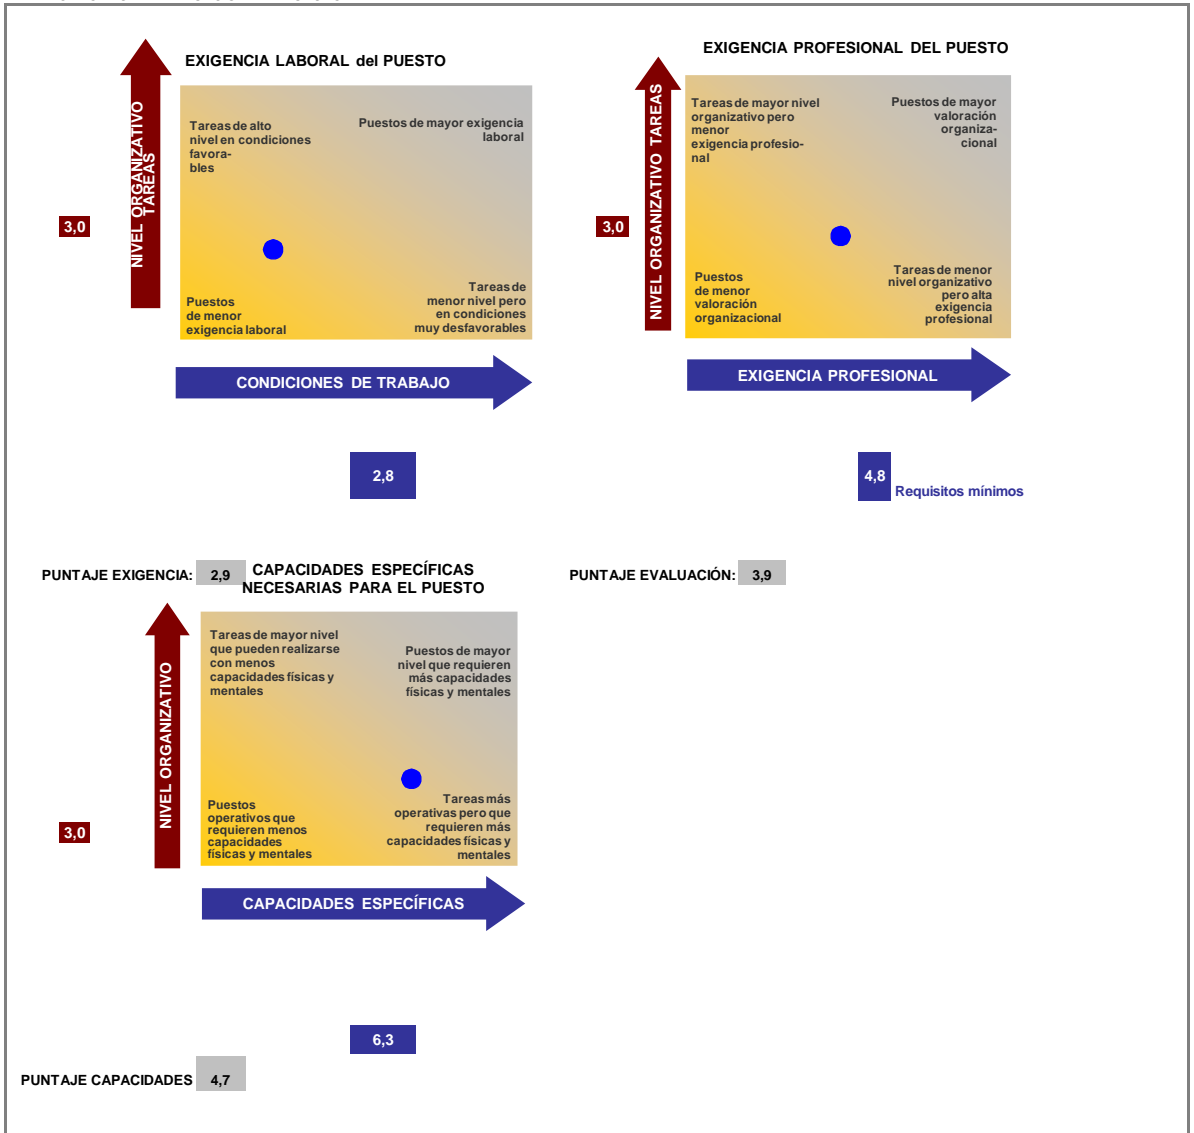 EXIGENCIA LABORAL del PUESTO
NIVEL ORGANIZATIVO
TAREAS
Tareas de alto
nivel en condiciones
favora-
bles
Puestos de mayor exigencia
laboral
3,0
Puestos
de menor
exigencia laboral
Tareas de
menor nivel pero
en condiciones
muy desfavorables
CONDICIONES DE TRABAJO
2,8
PUNTAJE EXIGENCIA: 2,9
EXIGENCIA PROFESIONAL DEL PUESTO
NIVEL ORGANIZATIVO TAREAS
Tareas de mayor nivel
organizativo pero
menor
exigencia profesio-
nal
Puestos de mayor
valoración
organiza-
cional
3,0
Puestos
de menor
valoración
organizacional
Tareas de menor
nivel organizativo
pero alta
exigencia
profesional
EXIGENCIA PROFESIONAL
4,8
Requisitos mínimos
PUNTAJE EVALUACIÓN: 3,9
CAPACIDADES ESPECÍFICAS
NECESARIAS PARA EL PUESTO
NIVEL ORGANIZATIVO
Tareas de mayor nivel
que pueden realizarse
con menos
capacidades físicas y
mentales
Puestos de mayor
nivel que requieren
más capacidades
físicas y mentales
3,0
Puestos
operativos que
requieren menos
capacidades
físicas y mentales
Tareas más
operativas pero que
requieren más
capacidades físicas y
mentales
CAPACIDADES ESPECÍFICAS
6,3
PUNTAJE CAPACIDADES 4,7